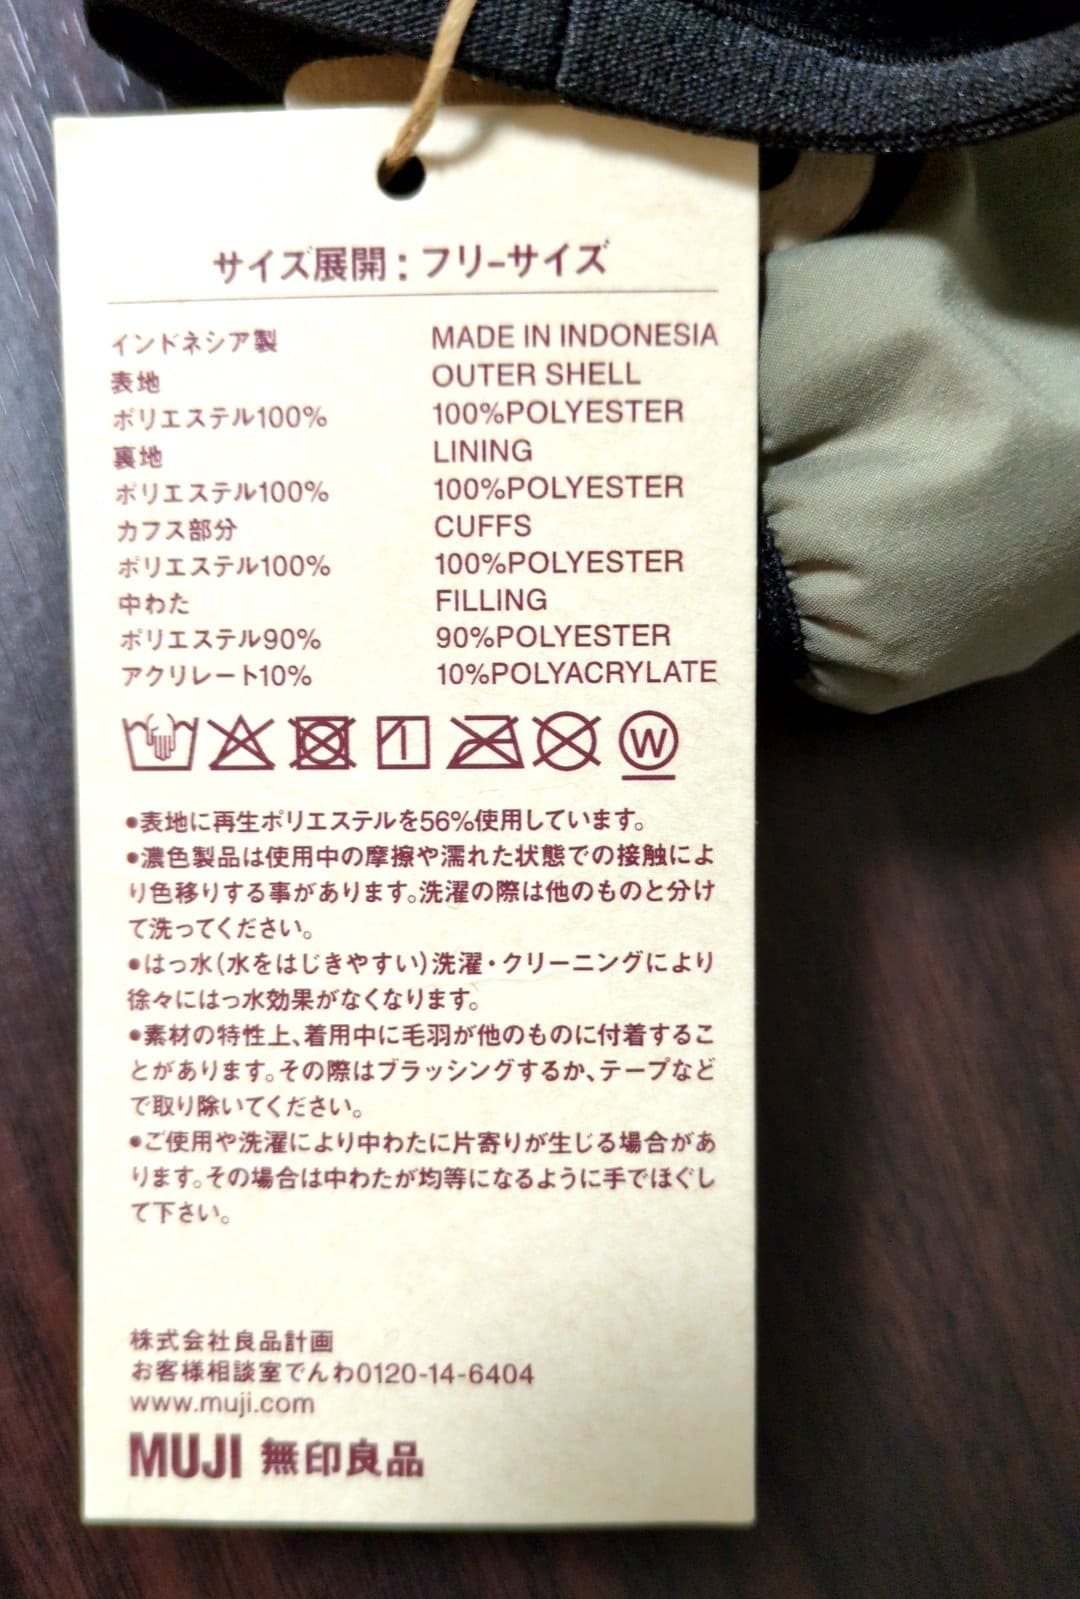 サイズ展開：フリーサイズ
インドネシア製 MADE IN INDONESIA
表地 OUTER SHELL
ポリエステル100% 100%POLYESTER
裏地 LINING
ポリエステル100% 100%POLYESTER
カフス部分 CUFFS
ポリエステル100% 100%POLYESTER
中わた FILLING
ポリエステル90% 90%POLYESTER
アクリレート10% 10%POLYACRYLATE
W
●表地に再生ポリエステルを56%使用しています。
●濃色製品は使用中の摩擦や濡れた状態での接触によ
り色移りする事があります。洗濯の際は他のものと分け
て洗ってください。
●はっ水(水をはじきやすい)洗濯・クリーニングにより
徐々にはっ水効果がなくなります。
●素材の特性上、着用中に毛羽が他のものに付着するこ
とがあります。その際はブラッシングするか、テープなど
で取り除いてください。
●ご使用や洗濯により中わたに片寄りが生じる場合があ
ります。その場合は中わたが均等になるように手でほぐし
て下さい。
株式会社良品計画
お客様相談室でんわ0120-14-6404
www.muji.com
MUJI 無印良品